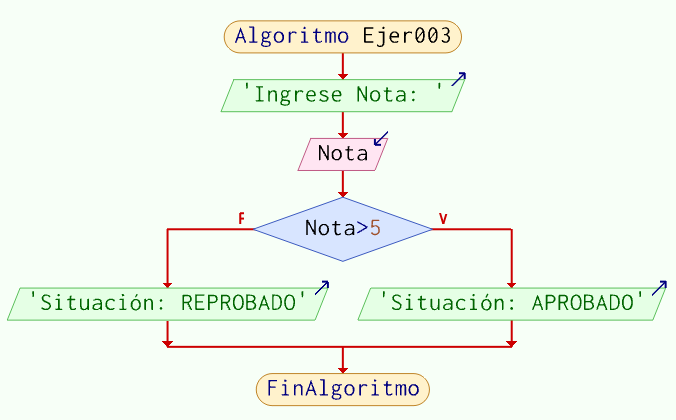 Algoritmo Ejer003
'Ingrese Nota: '
Nota
F
Nota>5
V
'Situación: REPROBADO'
'Situación: APROBADO'
FinAlgoritmo